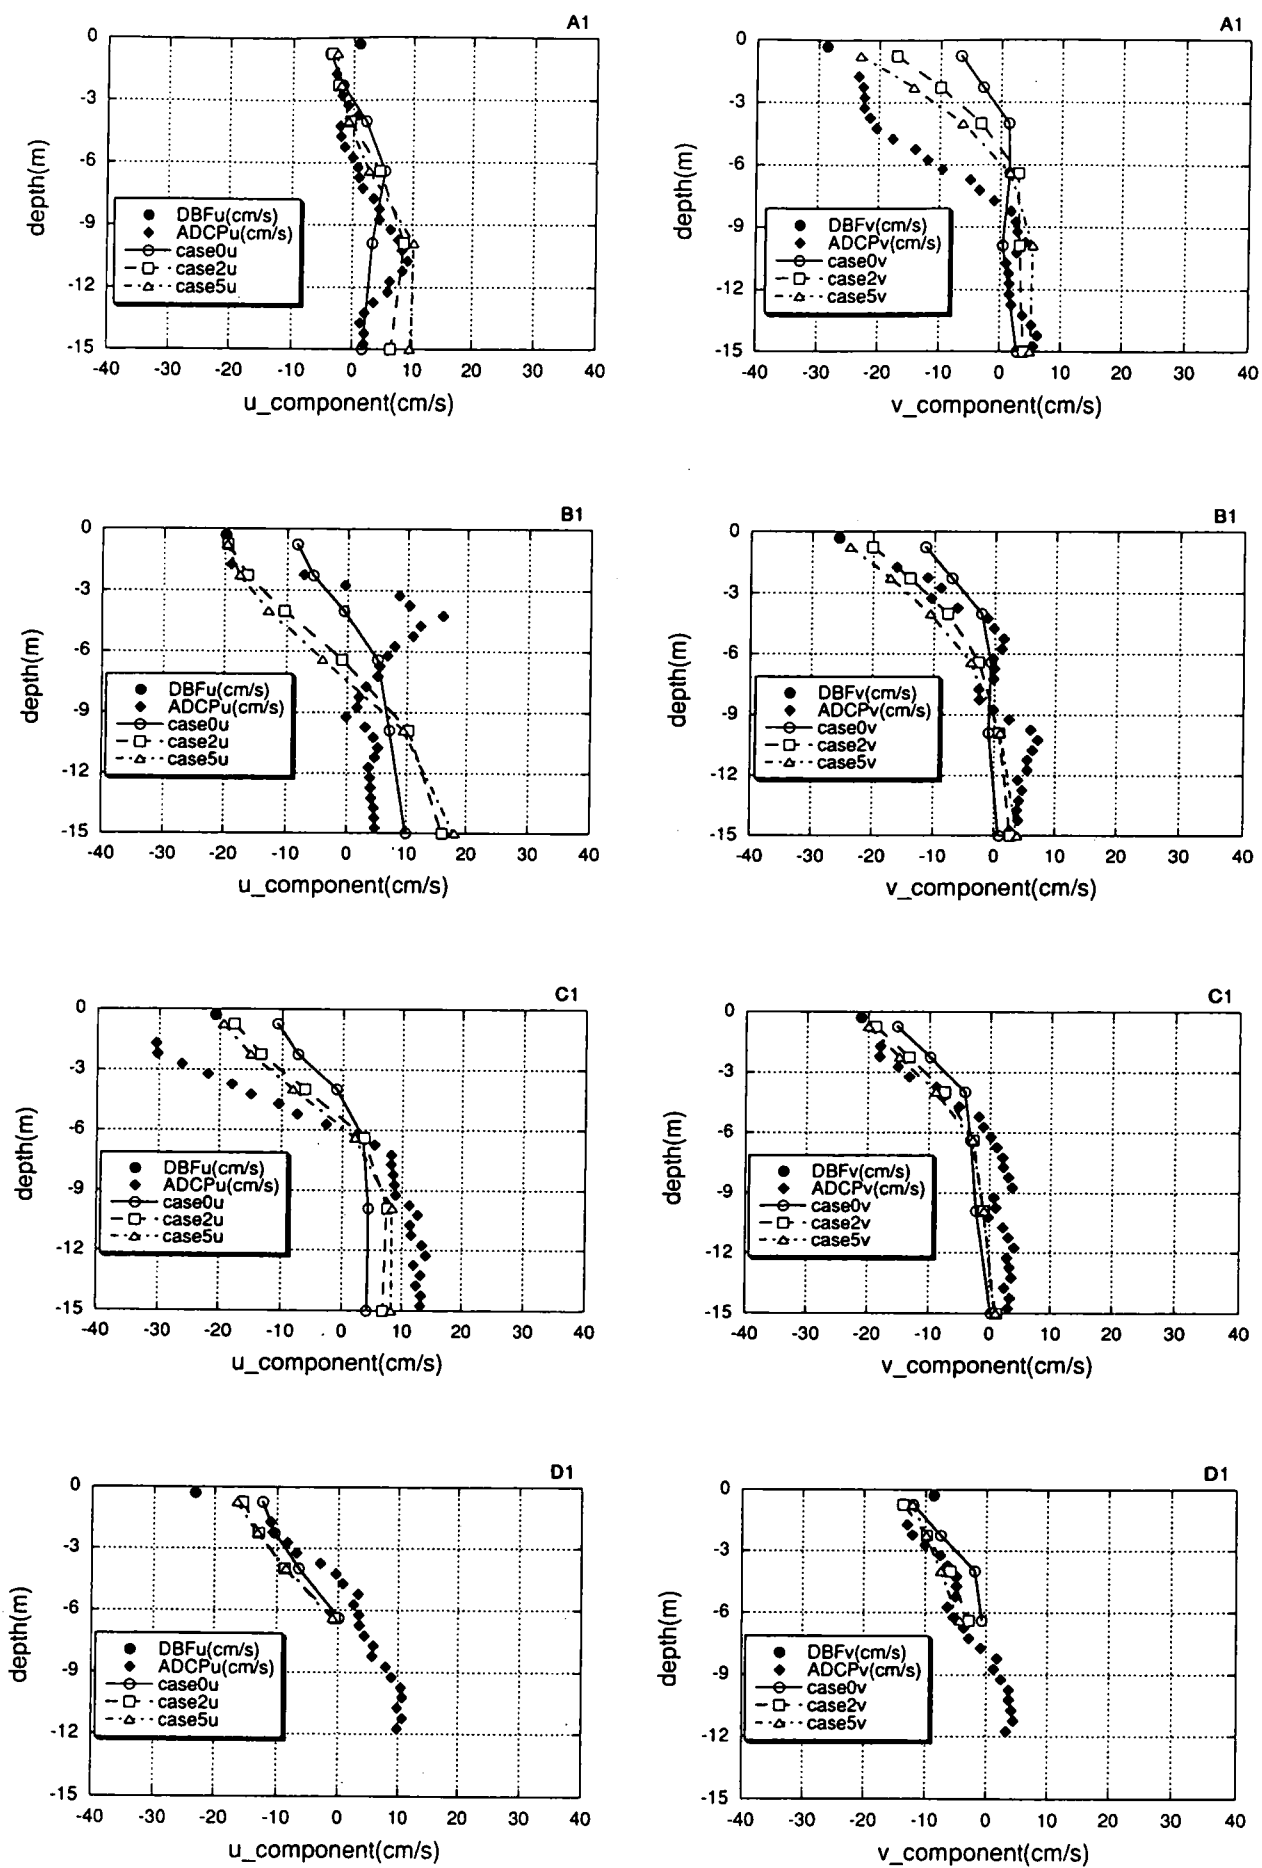 A1
0
-3
-6
-9
-12
-15
depth(m)
DBFu(cm/s)
ADCPu(cm/s)
case0u
case2u
case5u
-40 -30 -20 -10 0 10 20 30 40
u_component(cm/s)
A1
0
-3
-6
-9
-12
-15
depth(m)
DBFv(cm/s)
ADCPv(cm/s)
case0v
case2v
case5v
-40 -30 -20 -10 0 10 20 30 40
v_component(cm/s)
B1
0
-3
-6
-9
-12
-15
depth(m)
DBFu(cm/s)
ADCPu(cm/s)
case0u
case2u
case5u
-40 -30 -20 -10 0 10 20 30 40
u_component(cm/s)
B1
0
-3
-6
-9
-12
-15
depth(m)
DBFv(cm/s)
ADCPv(cm/s)
case0v
case2v
case5v
-40 -30 -20 -10 0 10 20 30 40
v_component(cm/s)
C1
0
-3
-6
-9
-12
-15
depth(m)
DBFu(cm/s)
ADCPu(cm/s)
case0u
case2u
case5u
-40 -30 -20 -10 0 10 20 30 40
u_component(cm/s)
C1
0
-3
-6
-9
-12
-15
depth(m)
DBFv(cm/s)
ADCPv(cm/s)
case0v
case2v
case5v
-40 -30 -20 -10 0 10 20 30 40
v_component(cm/s)
D1
0
-3
-6
-9
-12
-15
depth(m)
DBFu(cm/s)
ADCPu(cm/s)
case0u
case2u
case5u
-40 -30 -20 -10 0 10 20 30 40
u_component(cm/s)
D1
0
-3
-6
-9
-12
-15
depth(m)
DBFv(cm/s)
ADCPv(cm/s)
case0v
case2v
case5v
-40 -30 -20 -10 0 10 20 30 40
v_component(cm/s)